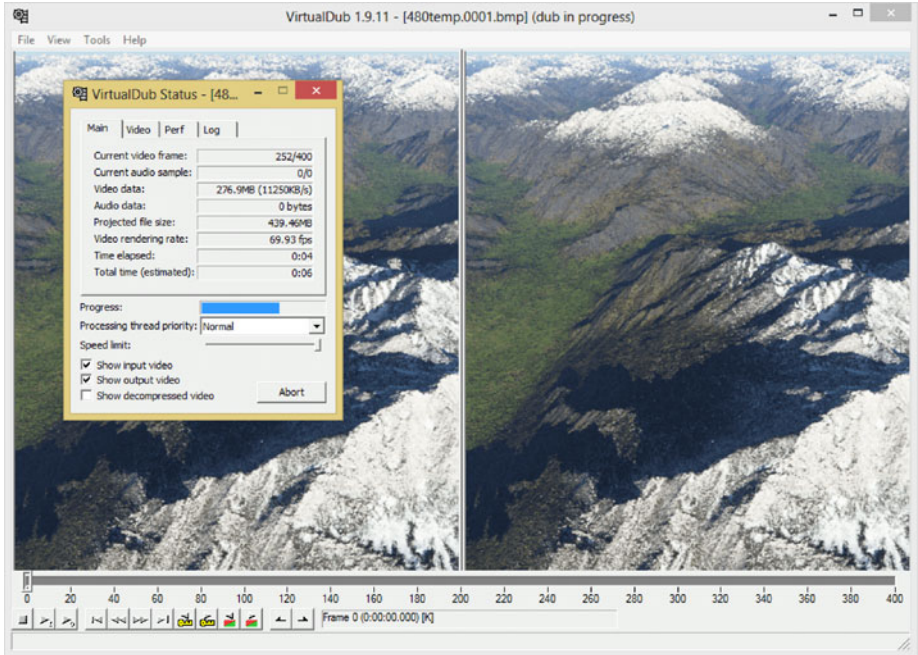 VirtualDub 1.9.11 - [480temp.0001.bmp] (dub in progress)
File View Tools Help
VirtualDub Status - [48...
Main Video Perf Log
Current video frame: 252/400
Current audio sample: 0/0
Video data: 276.9MB (11250KB/s)
Audio data: 0 bytes
Projected file size: 439.46MB
Video rendering rate: 69.93 fps
Time elapsed: 0:04
Total time (estimated): 0:06
Progress:
Processing thread priority: Normal
Speed limit:
Show input video
Show output video
Show decompressed video
Abort
0 20 40 60 80 100 120 140 160 180 200 220 240 260 280 300 320 340 360 380 400
Frame 0 (0:00:00.000) [K]